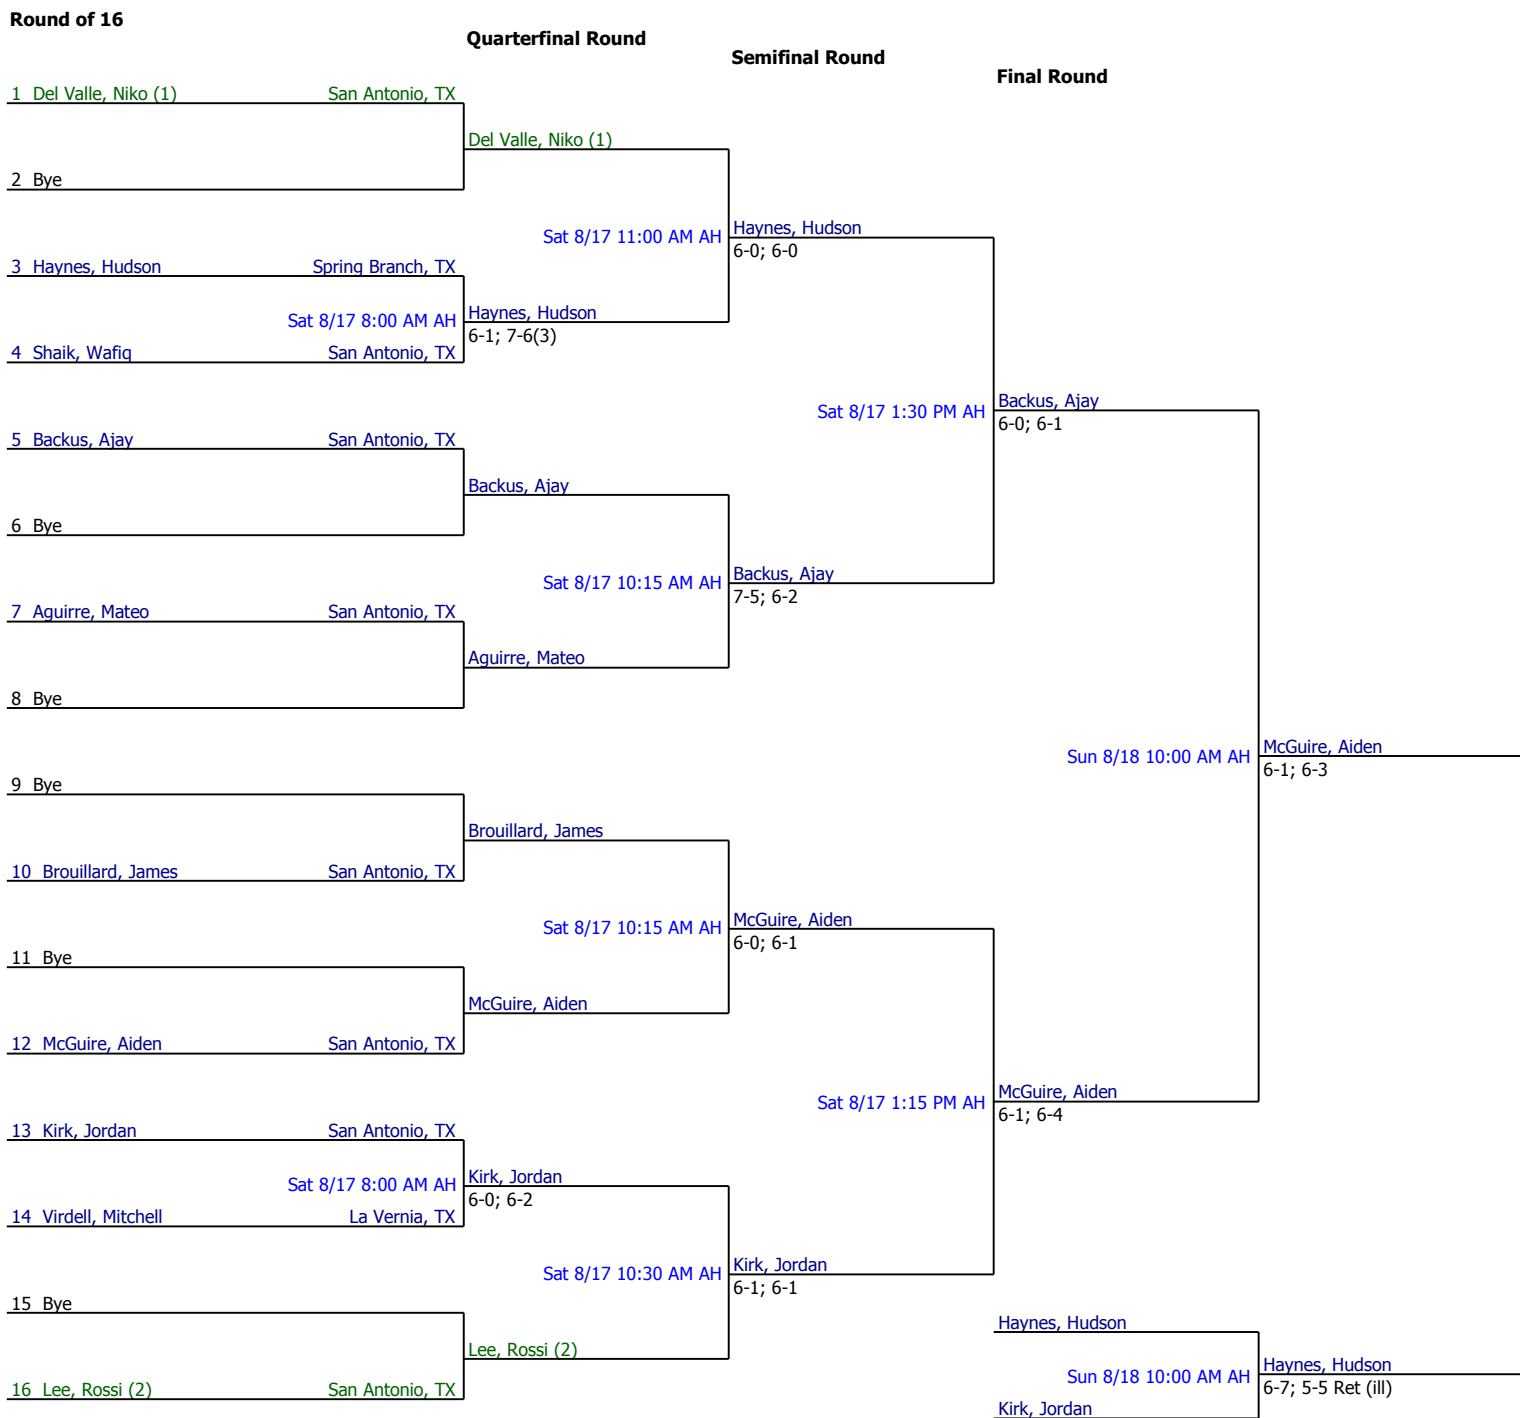 Round of 16
Quarterfinal Round
Semifinal Round
Final Round
1 Del Valle, Niko (1) San Antonio, TX
Del Valle, Niko (1)
2 Bye
Sat 8/17 11:00 AM AH
Haynes, Hudson
6-0; 6-0
3 Haynes, Hudson Spring Branch, TX
Sat 8/17 8:00 AM AH
Haynes, Hudson
6-1; 7-6(3)
4 Shaik, Wafiq San Antonio, TX
Sat 8/17 1:30 PM AH
Backus, Ajay
6-0; 6-1
5 Backus, Ajay San Antonio, TX
Backus, Ajay
6 Bye
Sat 8/17 10:15 AM AH
Backus, Ajay
7-5; 6-2
7 Aguirre, Mateo San Antonio, TX
Aguirre, Mateo
8 Bye
Sun 8/18 10:00 AM AH
McGuire, Aiden
6-1; 6-3
9 Bye
Brouillard, James
10 Brouillard, James San Antonio, TX
Sat 8/17 10:15 AM AH
McGuire, Aiden
6-0; 6-1
11 Bye
McGuire, Aiden
12 McGuire, Aiden San Antonio, TX
Sat 8/17 1:15 PM AH
McGuire, Aiden
6-1; 6-4
13 Kirk, Jordan San Antonio, TX
Sat 8/17 8:00 AM AH
Kirk, Jordan
6-0; 6-2
14 Virdell, Mitchell La Vernia, TX
Sat 8/17 10:30 AM AH
Kirk, Jordan
6-1; 6-1
15 Bye
Lee, Rossi (2)
16 Lee, Rossi (2) San Antonio, TX
Haynes, Hudson
Sun 8/18 10:00 AM AH
Haynes, Hudson
6-7; 5-5 Ret (ill)
Kirk, Jordan